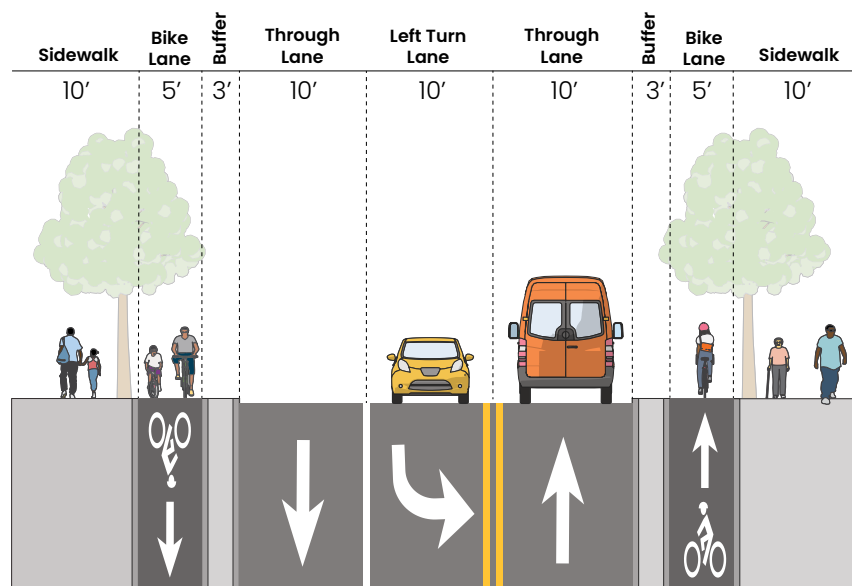 Sidewalk
Bike
Lane
Buffer
Through
Lane
Left Turn
Lane
Through
Lane
Buffer
Bike
Lane
Sidewalk
10’ 5’ 3’ 10’ 10’ 10’ 3’ 5’ 10’